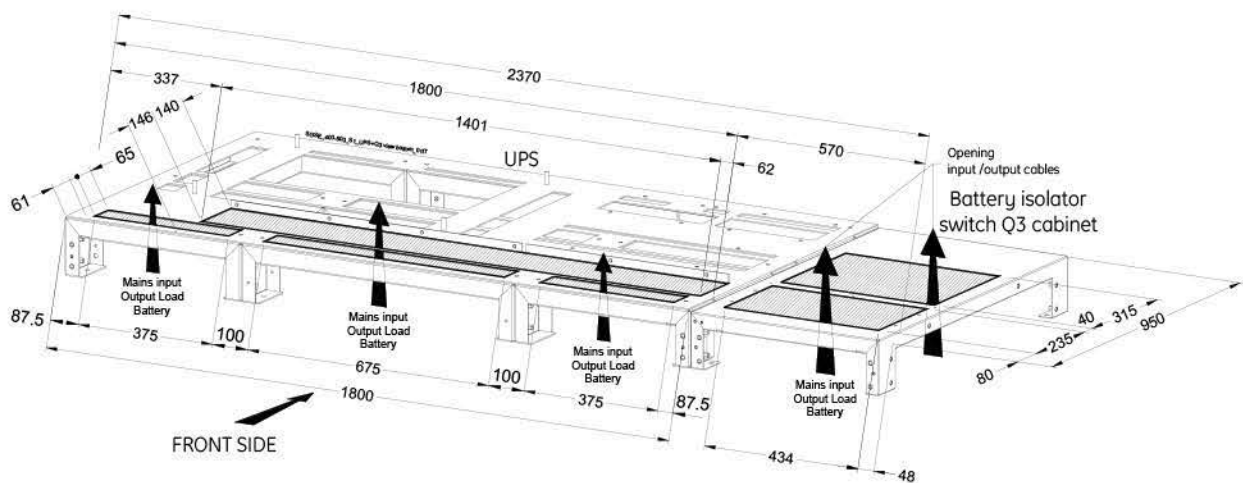 2370
1800
337
1401
570
140
146
65
61
62
UPS
Opening
input /output cables
Battery isolator
switch Q3 cabinet
Mains input
Output Load
Battery
Mains input
Output Load
Battery
Mains input
Output Load
Battery
Mains input
Output Load
Battery
87.5
375
100
675
100
375
87.5
1800
40
315
235
950
80
434
48
FRONT SIDE